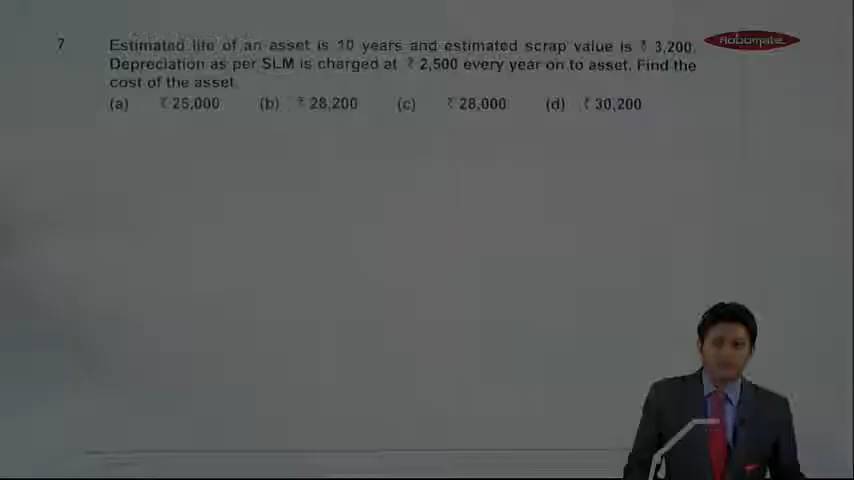 7 Estimated life of an asset is 10 years and estimated scrap value is ₹ 3,200.
Depreciation as per SLM is charged at ₹ 2,500 every year on to asset. Find the
cost of the asset.
(a) ₹ 25,000 (b) ₹ 28,200 (c) ₹ 28,000 (d) ₹ 30,200
Robomate